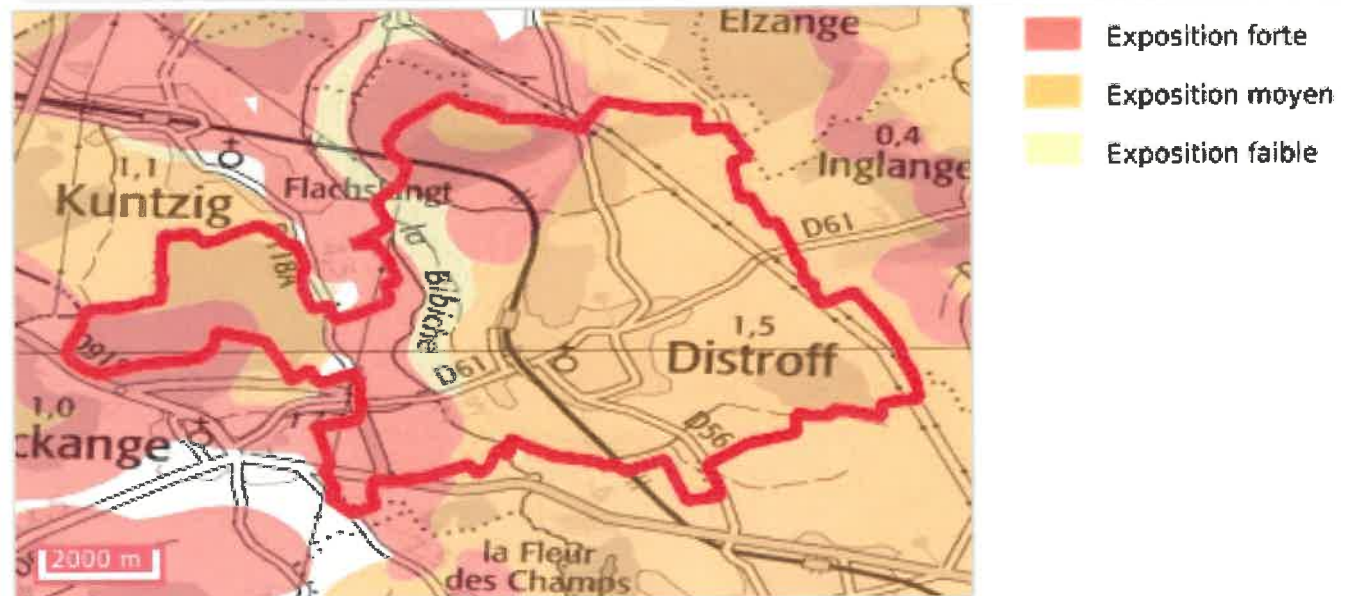 Elzange
0,4
Inglange
1,1
Kuntzig
D61
Bibiche
D61
1,5
Distroff
1,0
ckange
D56
la Fleur
des Champs
2000 m
Exposition forte
Exposition moyen
Exposition faible